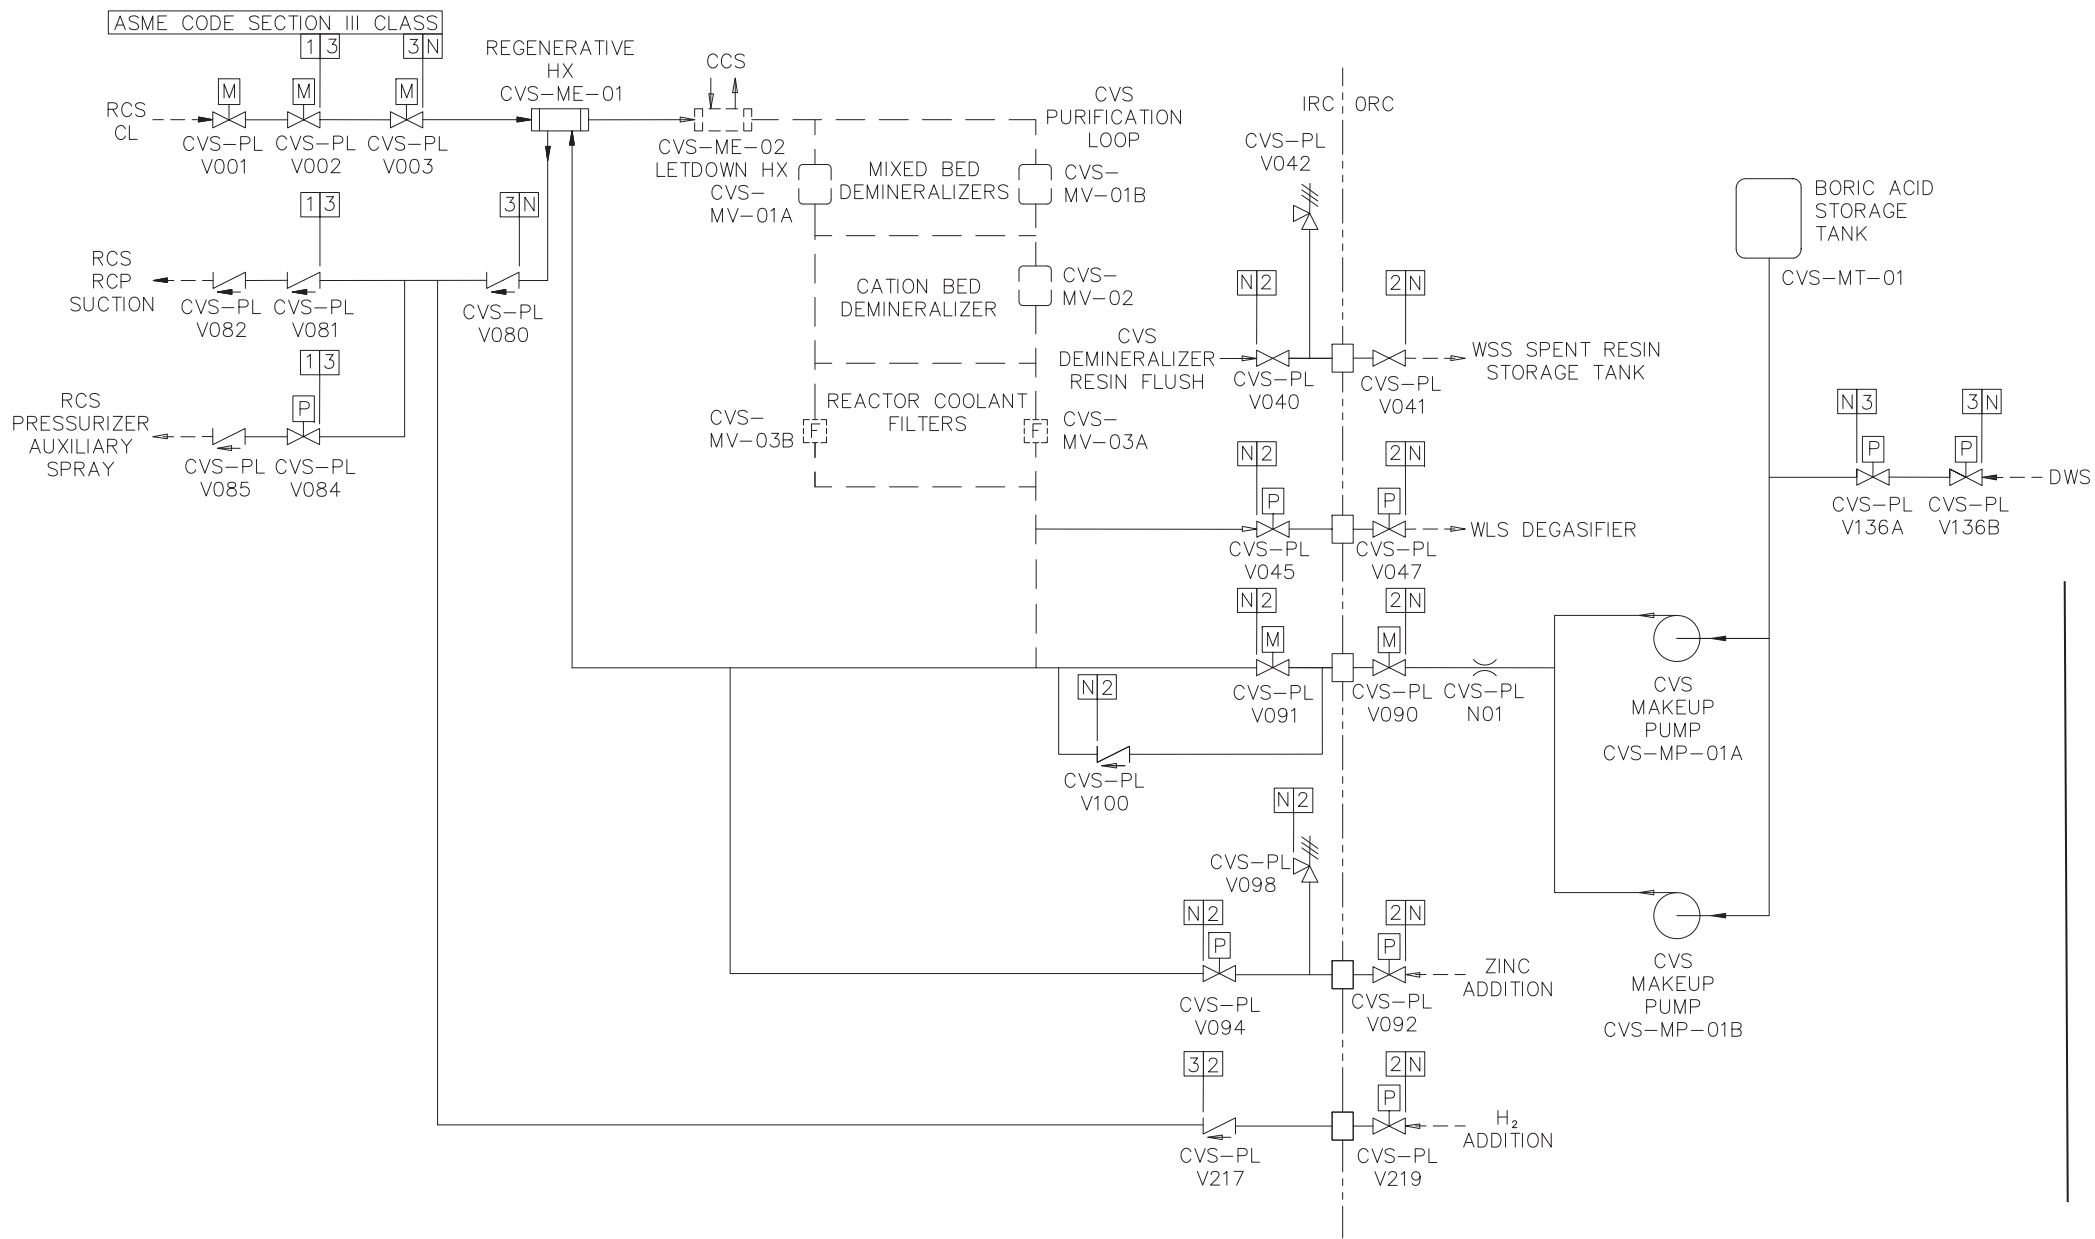 ASME CODE SECTION III CLASS
1 3
3 N
M
M
M
RCS
CL
CVS-PL
V001
CVS-PL
V002
CVS-PL
V003
REGENERATIVE
HX
CVS-ME-01
CCS
CVS-ME-02
LETDOWN HX
CVS
PURIFICATION
LOOP
CVS-
MV-01A
MIXED BED
DEMINERALIZERS
CVS-
MV-01B
CATION BED
DEMINERALIZER
CVS-
MV-02
REACTOR COOLANT
FILTERS
CVS-
MV-03B
F
F
CVS-
MV-03A
1 3
3 N
RCS
RCP
SUCTION
CVS-PL
V082
CVS-PL
V081
CVS-PL
V080
1 3
P
RCS
PRESSURIZER
AUXILIARY
SPRAY
CVS-PL
V085
CVS-PL
V084
IRC
ORC
CVS-PL
V042
N 2
2 N
CVS
DEMINERALIZER
RESIN FLUSH
CVS-PL
V040
CVS-PL
V041
WSS SPENT RESIN
STORAGE TANK
N 2
2 N
P
P
CVS-PL
V045
CVS-PL
V047
WLS DEGASIFIER
N 2
2 N
M
M
CVS-PL
V091
CVS-PL
V090
CVS-PL
N01
N 2
CVS-PL
V100
N 2
CVS-PL
V098
N 2
2 N
P
P
CVS-PL
V094
CVS-PL
V092
ZINC
ADDITION
3 2
2 N
P
CVS-PL
V217
CVS-PL
V219
H₂
ADDITION
BORIC ACID
STORAGE
TANK
CVS-MT-01
N 3
3 N
P
P
CVS-PL
V136A
CVS-PL
V136B
DWS
CVS
MAKEUP
PUMP
CVS-MP-01A
CVS
MAKEUP
PUMP
CVS-MP-01B